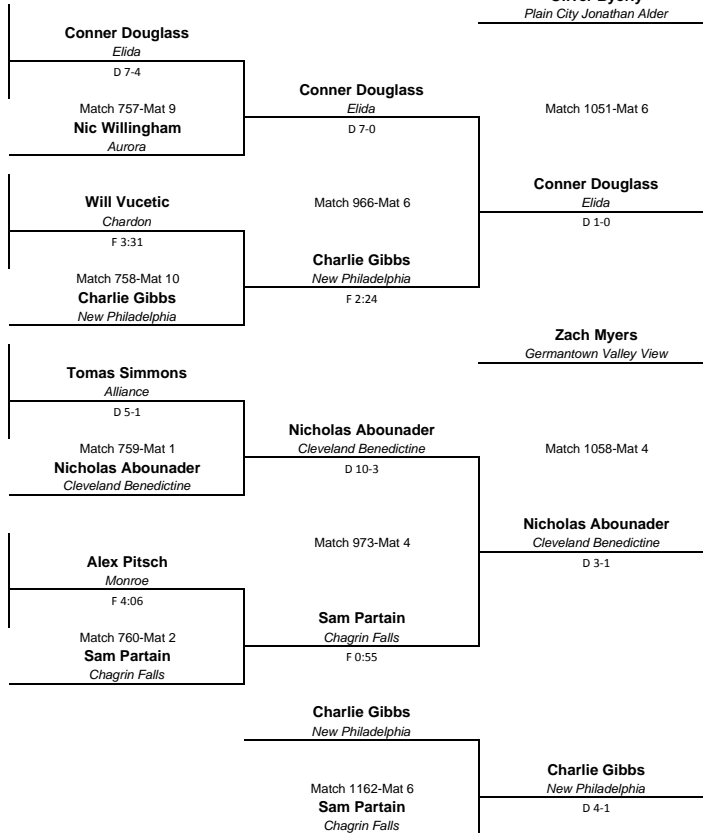 Plain City Jonathan Alder
Conner Douglass
Elida
D 7-4
Match 757-Mat 9
Nic Willingham
Aurora
Conner Douglass
Elida
D 7-0
Match 1051-Mat 6
Will Vucetic
Chardon
F 3:31
Match 758-Mat 10
Charlie Gibbs
New Philadelphia
Match 966-Mat 6
Charlie Gibbs
New Philadelphia
F 2:24
Conner Douglass
Elida
D 1-0
Zach Myers
Germantown Valley View
Tomas Simmons
Alliance
D 5-1
Match 759-Mat 1
Nicholas Abounader
Cleveland Benedictine
Nicholas Abounader
Cleveland Benedictine
D 10-3
Match 1058-Mat 4
Alex Pitsch
Monroe
F 4:06
Match 760-Mat 2
Sam Partain
Chagrin Falls
Match 973-Mat 4
Sam Partain
Chagrin Falls
F 0:55
Nicholas Abounader
Cleveland Benedictine
D 3-1
Charlie Gibbs
New Philadelphia
Match 1162-Mat 6
Sam Partain
Chagrin Falls
Charlie Gibbs
New Philadelphia
D 4-1